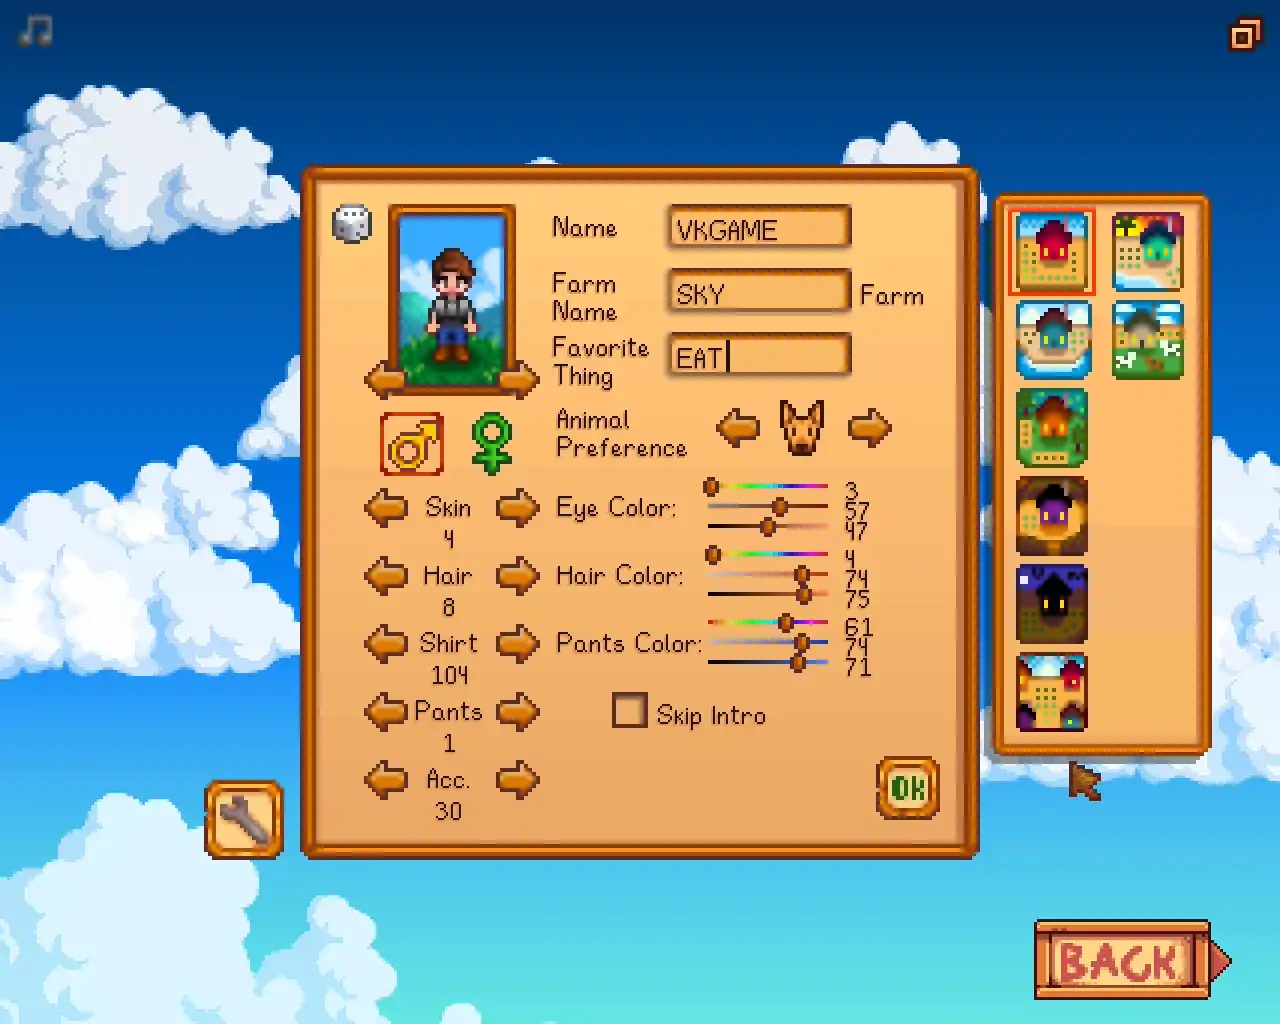 Name
VKGAME
Farm
Name
SKY
Farm
Favorite
Thing
EAT
Animal
Preference
Skin
4
Eye Color:
3
57
47
Hair
8
Hair Color:
4
74
75
Shirt
104
Pants Color:
61
74
71
Pants
1
Skip Intro
Acc.
30
Ok
BACK